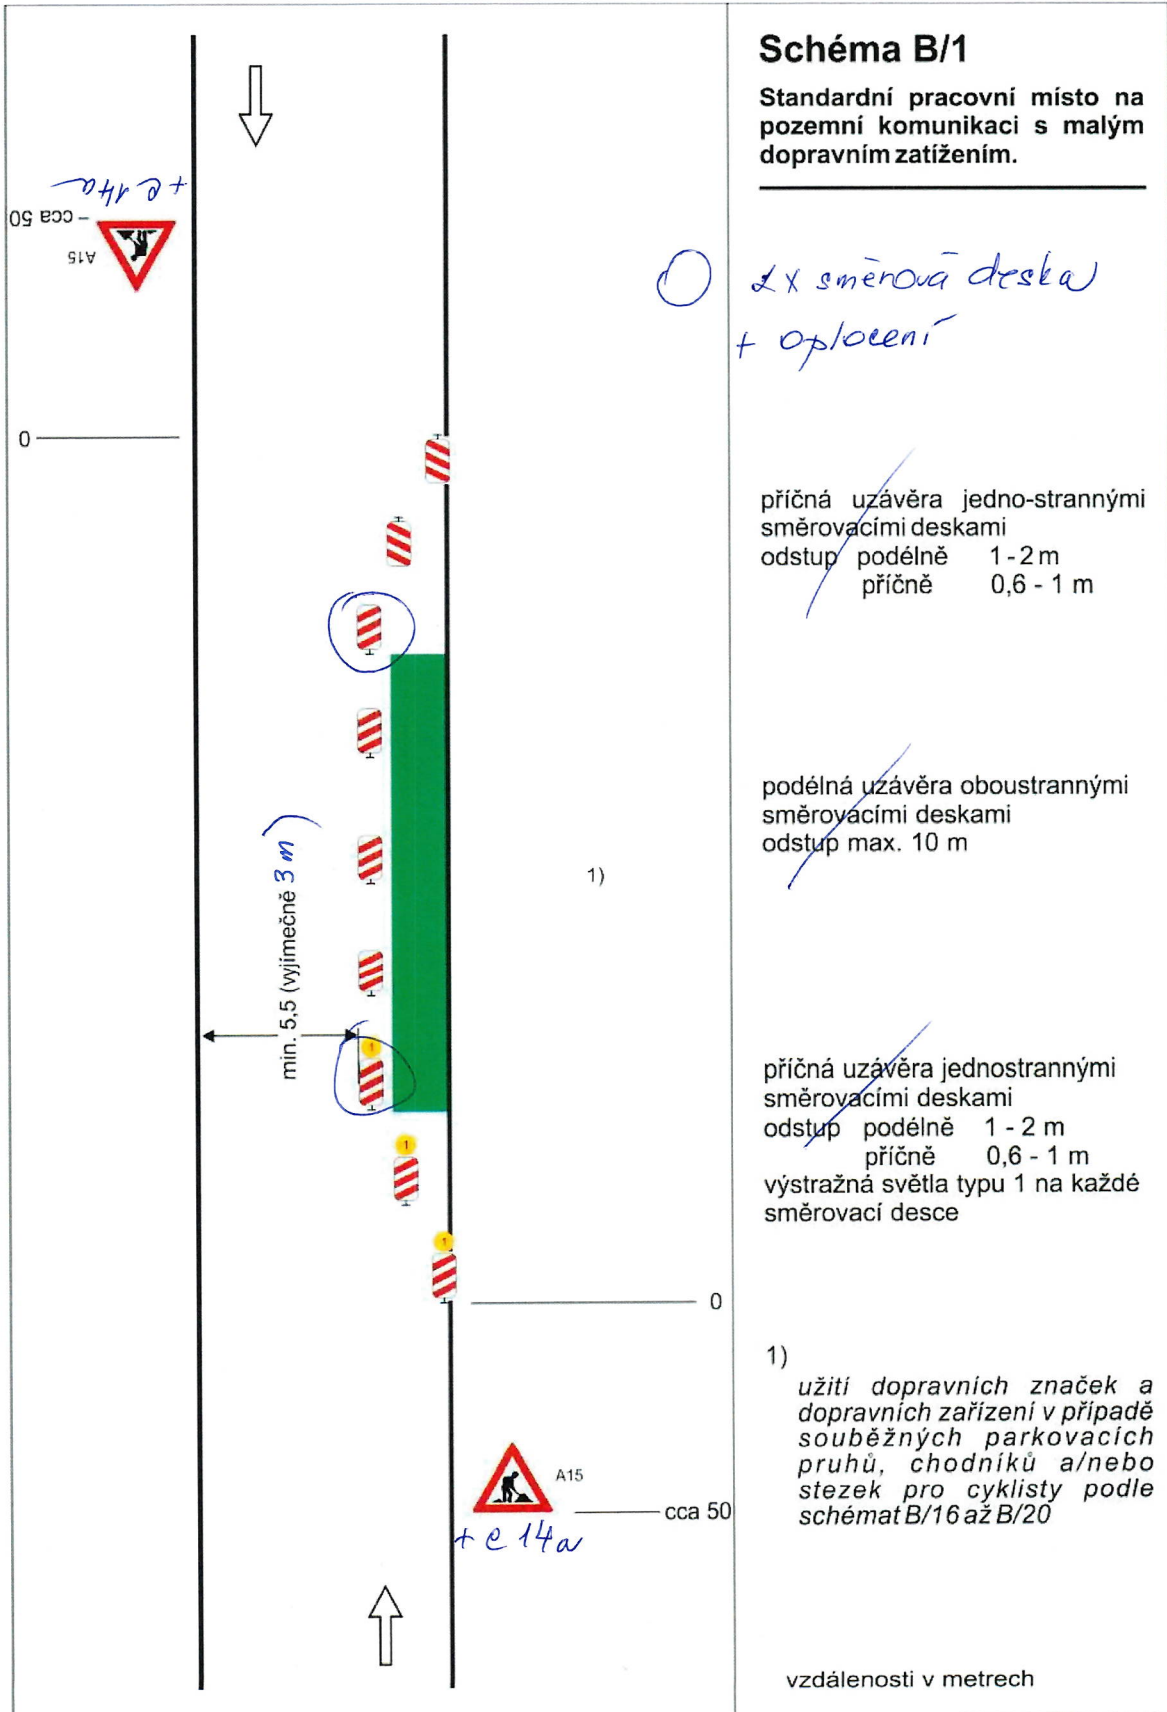 Schéma B/1
Standardní pracovní místo na
pozemní komunikaci s malým
dopravním zatížením.
+ e 14a
cca 50
A15
2x směrová deska
+ oplocení
0
příčná uzávěra jedno-strannými
směrovacími deskami
odstup podélně 1-2 m
příčně 0,6 - 1 m
podélná uzávěra oboustrannými
směrovacími deskami
odstup max. 10 m
min. 5,5 (vyjímečně 3 m)
1)
1
příčná uzávěra jednostrannými
směrovacími deskami
odstup podélně 1 - 2 m
příčně 0,6 - 1 m
výstražná světla typu 1 na každé
směrovací desce
1
1
0
1)
užití dopravních značek a
dopravních zařízení v případě
souběžných parkovacích
pruhů, chodníků a/nebo
stezek pro cyklisty podle
schémat B/16 až B/20
A15
cca 50
+ e 14a
vzdálenosti v metrech